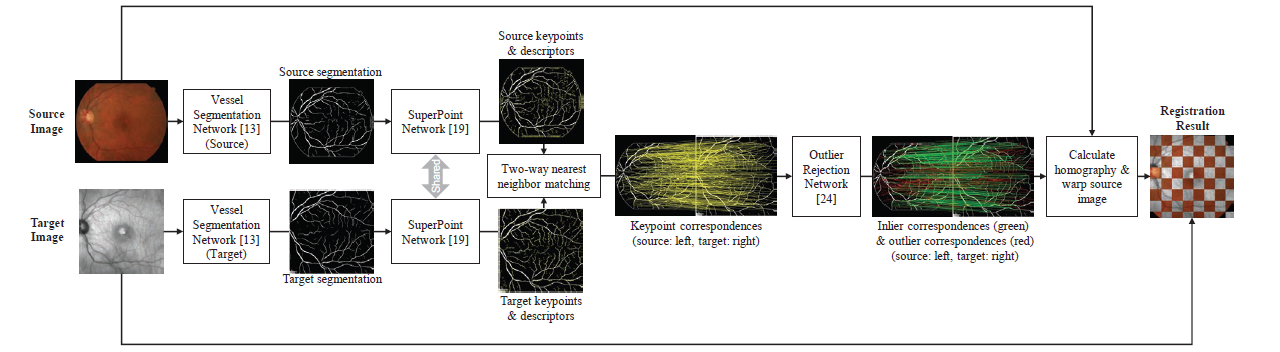 Source
Image
Vessel
Segmentation
Network [13]
(Source)
Source segmentation
SuperPoint
Network [19]
Source keypoints
& descriptors
Shared
Target
Image
Vessel
Segmentation
Network [13]
(Target)
Target segmentation
SuperPoint
Network [19]
Target keypoints
& descriptors
Two-way nearest
neighbor matching
Keypoint correspondences
(source: left, target: right)
Outlier
Rejection
Network
[24]
Inlier correspondences (green)
& outlier correspondences (red)
(source: left, target: right)
Calculate
homography &
warp source
image
Registration
Result